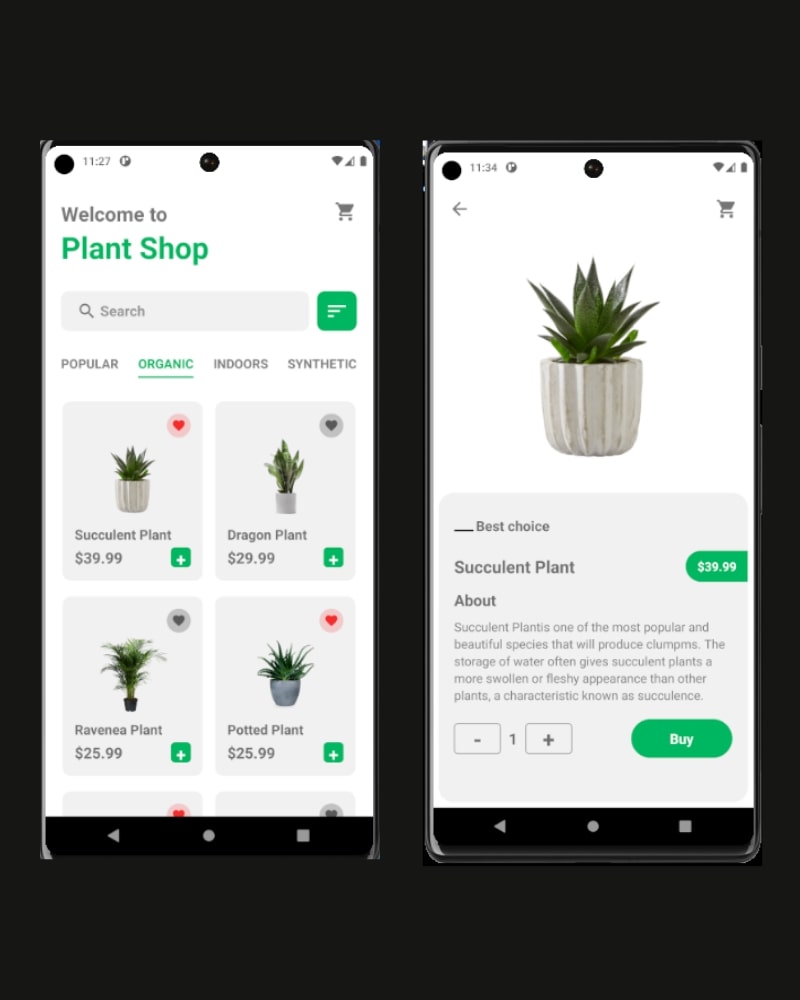 11:27
Welcome to
Plant Shop
Search
POPULAR ORGANIC INDOORS SYNTHETIC
Succulent Plant
$39.99
+
Dragon Plant
$29.99
+
Ravenea Plant
$25.99
+
Potted Plant
$25.99
+
11:34
Best choice
Succulent Plant
$39.99
About
Succulent Plantis one of the most popular and
beautiful species that will produce clumpms. The
storage of water often gives succulent plants a
more swollen or fleshy appearance than other
plants, a characteristic known as succulence.
- 1 +
Buy